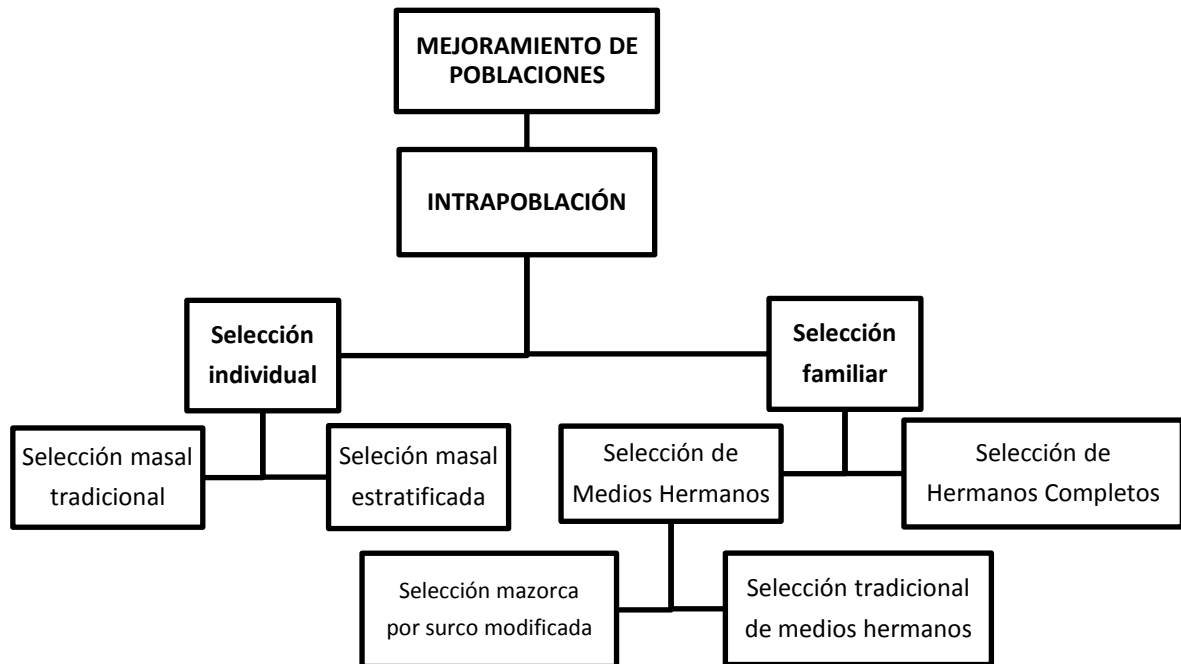 MEJORAMIENTO DE
POBLACIONES
INTRAPOBLACIÓN
Selección
individual
Selección
familiar
Selección masal
tradicional
Seleción masal
estratificada
Selección de
Medios Hermanos
Selección de
Hermanos Completos
Selección mazorca
por surco modificada
Selección tradicional
de medios hermanos